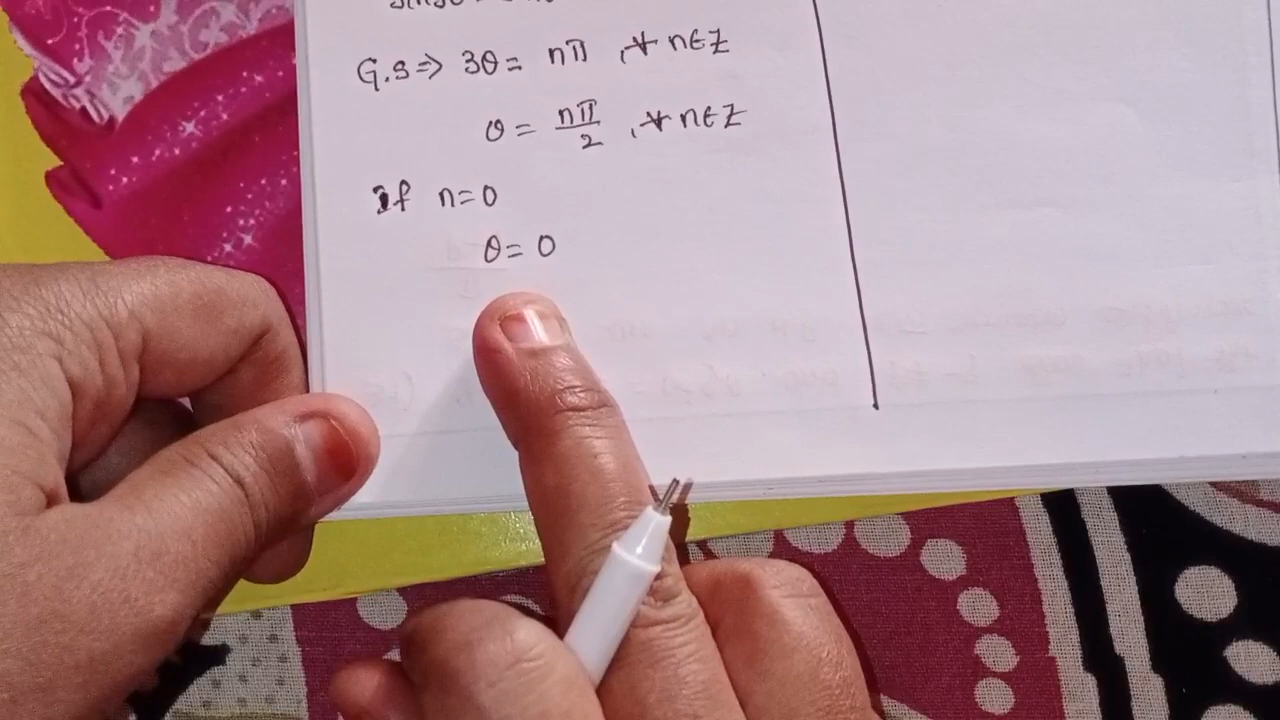 G.S ⇒ 3θ = nπ , ∀ n∈Z
θ = nπ/2 , ∀ n∈Z
If n=0
θ = 0